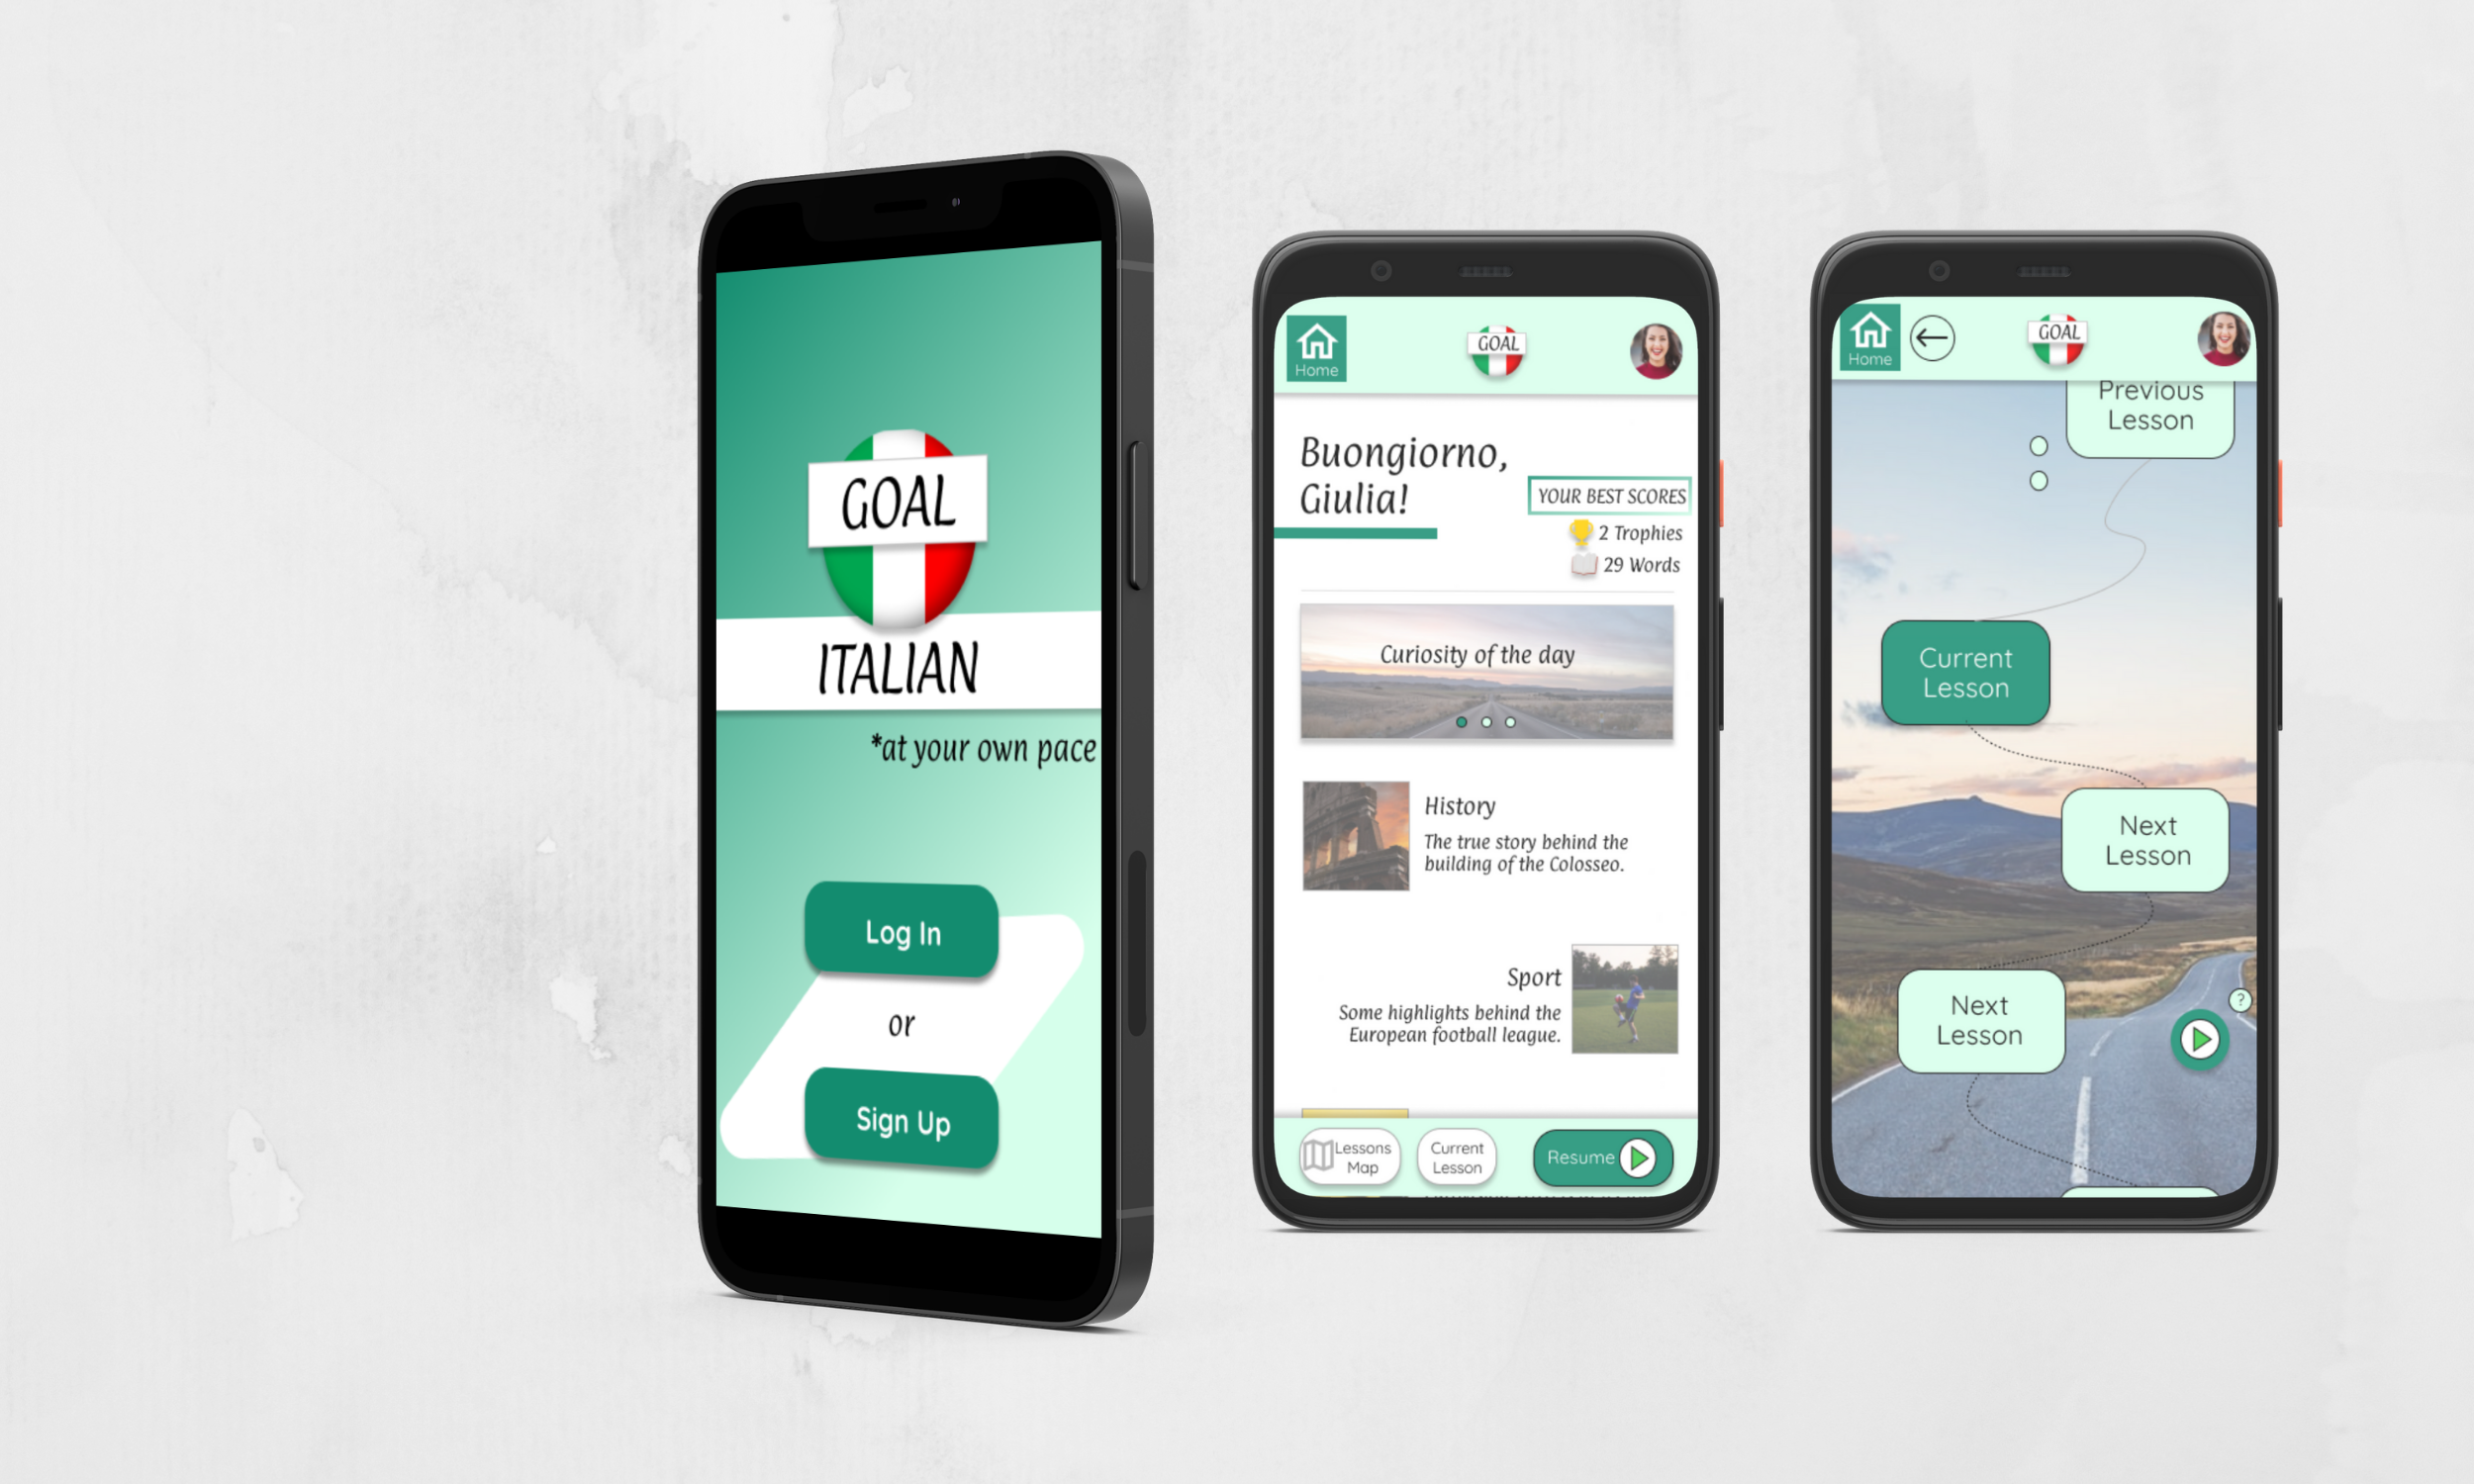 GOAL
ITALIAN
*at your own pace
Log In
or
Sign Up
Home
GOAL
Buongiorno,
Giulia!
YOUR BEST SCORES
2 Trophies
29 Words
Curiosity of the day
History
The true story behind the
building of the Colosseo.
Sport
Some highlights behind the
European football league.
Lessons
Map
Current
Lesson
Resume
Home
GOAL
Previous
Lesson
Current
Lesson
Next
Lesson
Next
Lesson
?